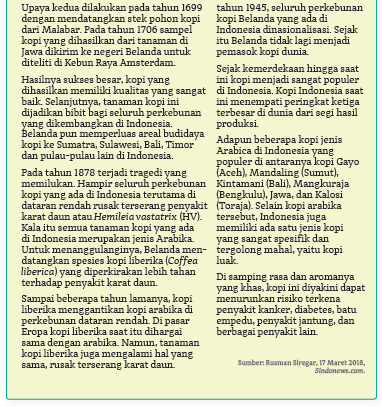 Upaya kedua dilakukan pada tahun 1699
dengan mendatangkan stek pohon kopi
dari Malabar. Pada tahun 1706 sampel
kopi yang dihasilkan dari tanaman di
Jawa dikirim ke negeri Belanda untuk
diteliti di Kebun Raya Amsterdam.
Hasilnya sukses besar, kopi yang
dihasilkan memiliki kualitas yang sangat
baik. Selanjutnya, tanaman kopi ini
dijadikan bibit bagi seluruh perkebunan
yang dikembangkan di Indonesia.
Belanda pun memperluas areal budidaya
kopi ke Sumatra, Sulawesi, Bali, Timor
dan pulau-pulau lain di Indonesia.
Pada tahun 1878 terjadi tragedi yang
memilukan. Hampir seluruh perkebunan
kopi yang ada di Indonesia terutama di
dataran rendah rusak terserang penyakit
karat daun atau Hemileia vastatrix (HV).
Kala itu semua tanaman kopi yang ada
di Indonesia merupakan jenis Arabika.
Untuk menanggulanginya, Belanda men-
datangkan spesies kopi liberika (Coffea
liberica) yang diperkirakan lebih tahan
terhadap penyakit karat daun.
Sampai beberapa tahun lamanya, kopi
liberika menggantikan kopi arabika di
perkebunan dataran rendah. Di pasar
Eropa kopi liberika saat itu dihargai
sama dengan arabika. Namun, tanaman
kopi liberika juga mengalami hal yang
sama, rusak terserang karat daun.
tahun 1945, seluruh perkebunan
kopi Belanda yang ada di
Indonesia dinasionalisasi. Sejak
itu Belanda tidak lagi menjadi
pemasok kopi dunia.
Sejak kemerdekaan hingga saat
ini kopi menjadi sangat populer
di Indonesia. Kopi Indonesia saat
ini menempati peringkat ketiga
terbesar di dunia dari segi hasil
produksi.
Adapun beberapa kopi jenis
Arabica di Indonesia yang
populer di antaranya kopi Gayo
(Aceh), Mandaling (Sumut),
Kintamani (Bali), Mangkuraja
(Bengkulu), Jawa, dan Kalosi
(Toraja). Selain kopi arabika
tersebut, Indonesia juga
memiliki ada satu jenis kopi
yang sangat spesifik dan
tergolong mahal, yaitu kopi
luak.
Di samping rasa dan aromanya
yang khas, kopi ini diyakini dapat
menurunkan risiko terkena
penyakit kanker, diabetes, batu
empedu, penyakit jantung, dan
berbagai penyakit lain.
Sumber: Rusman Siregar, 17 Maret 2018,
Sindonews.com.